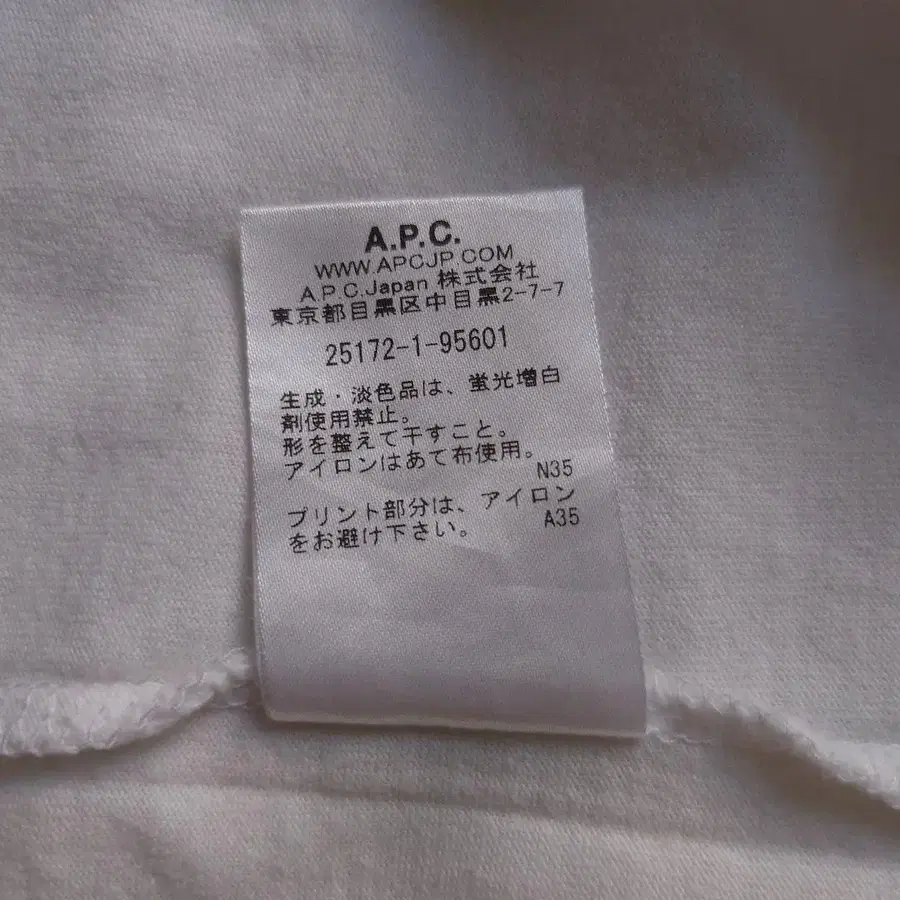 A.P.C.
WWW.APCJP.COM
A.P.C.Japan 株式会社
東京都目黒区中目黒2-7-7
25172-1-95601
生成・淡色品は、蛍光増白
剤使用禁止。
形を整えて干すこと。
アイロンはあて布使用。
N35
プリント部分は、アイロン
をお避け下さい。
A35